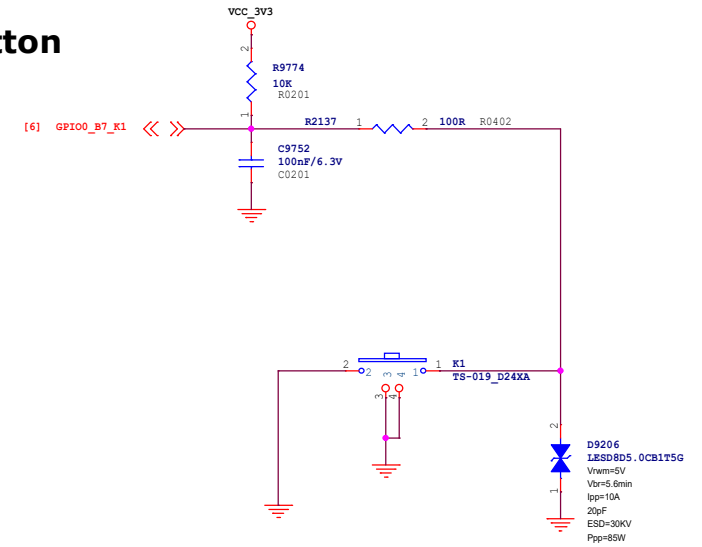 VCC_3V3
tton
2
R9774
10K
R0201
1
[6] GPIO0_B7_K1
R2137 1 2 100R R0402
C9752
100nF/6.3V
C0201
2 2 3 4 1 1 K1
TS-019_D24XA
3 4
2
D9206
LESD8D5.0CB1T5G
Vrwm=5V
Vbr=5.6min
1
Ipp=10A
20pF
ESD=30KV
Ppp=85W